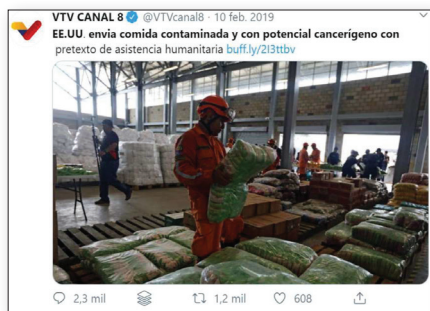 VTV CANAL 8 @VTVcanal8 · 10 feb. 2019
EE.UU. envia comida contaminada y con potencial cancerígeno con
pretexto de asistencia humanitaria buff.ly/2I3ttbv
2,3 mil 1,2 mil 608